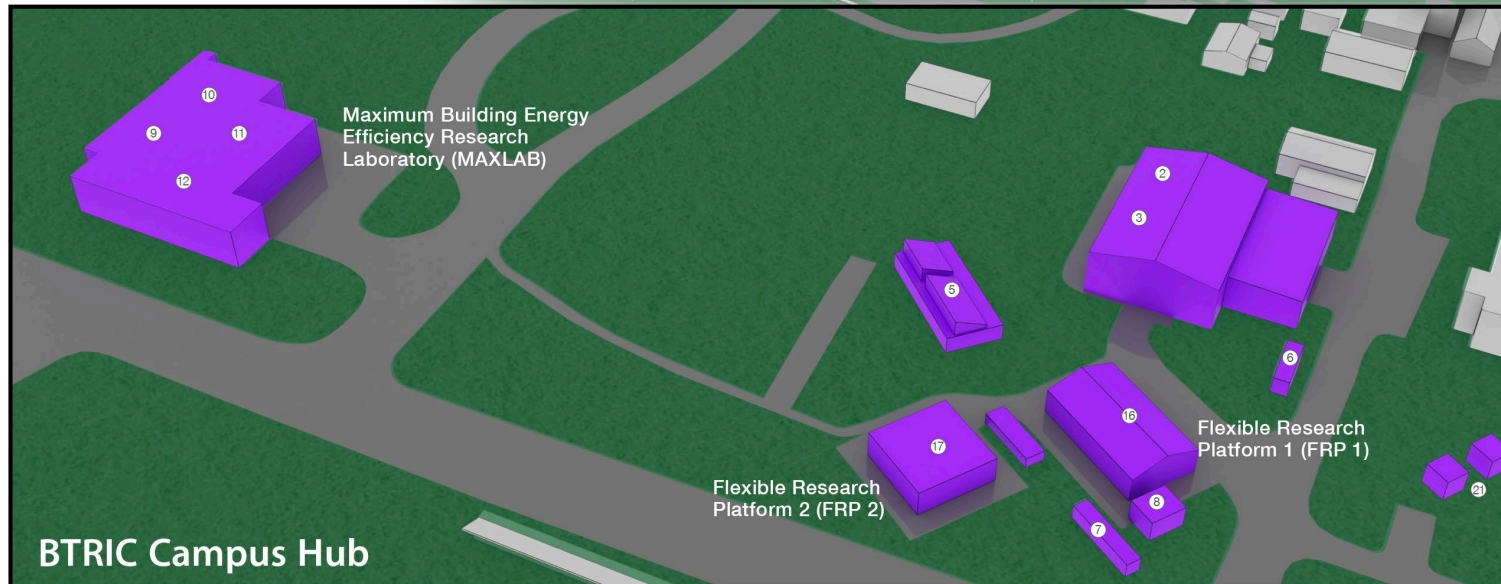 10
9
11
12
Maximum Building Energy
Efficiency Research
Laboratory (MAXLAB)
2
3
5
6
16
Flexible Research
Platform 1 (FRP 1)
17
Flexible Research
Platform 2 (FRP 2)
8
7
21
BTRIC Campus Hub